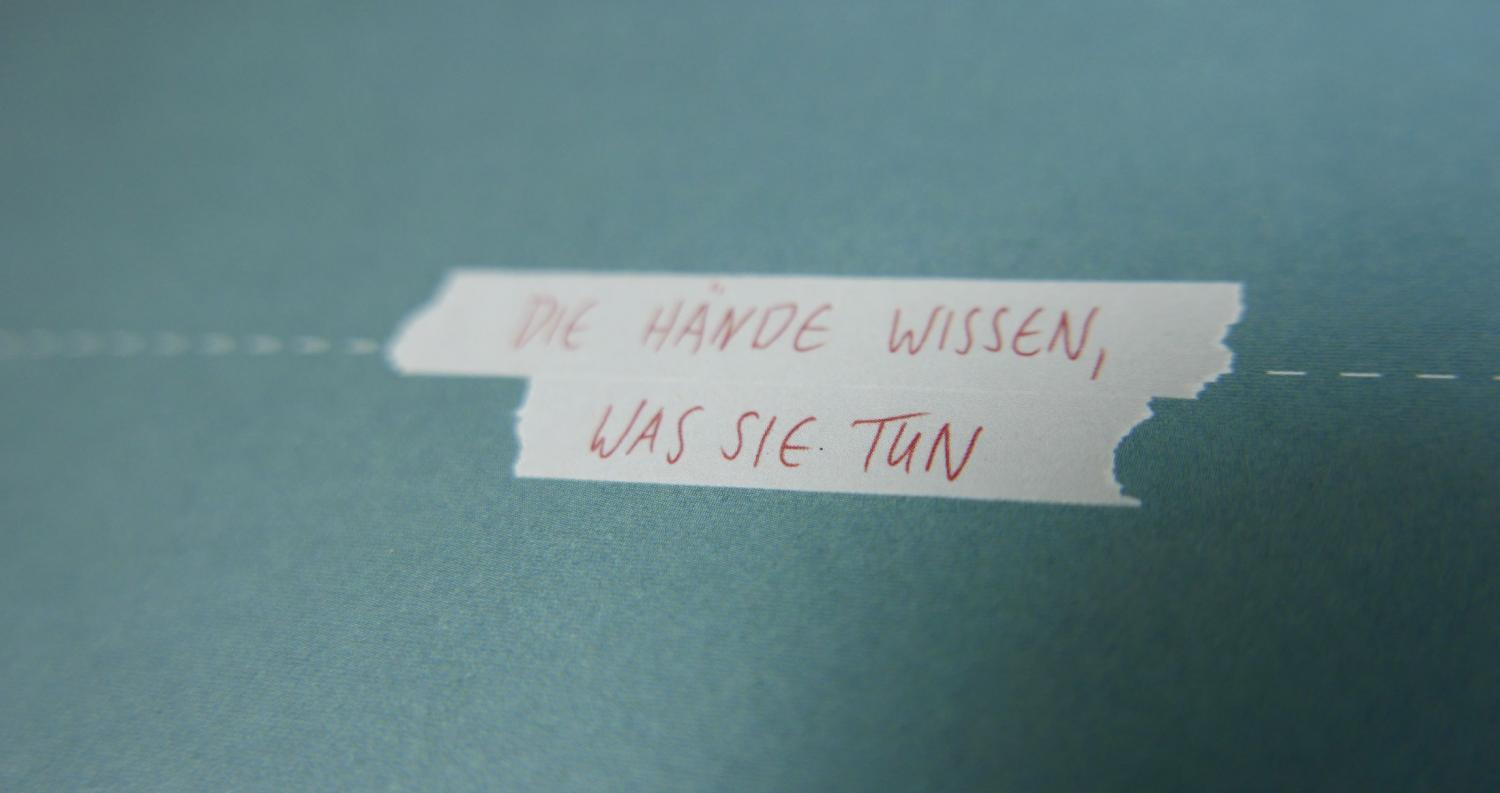 DIE HÄNDE WISSEN,
WAS SIE TUN